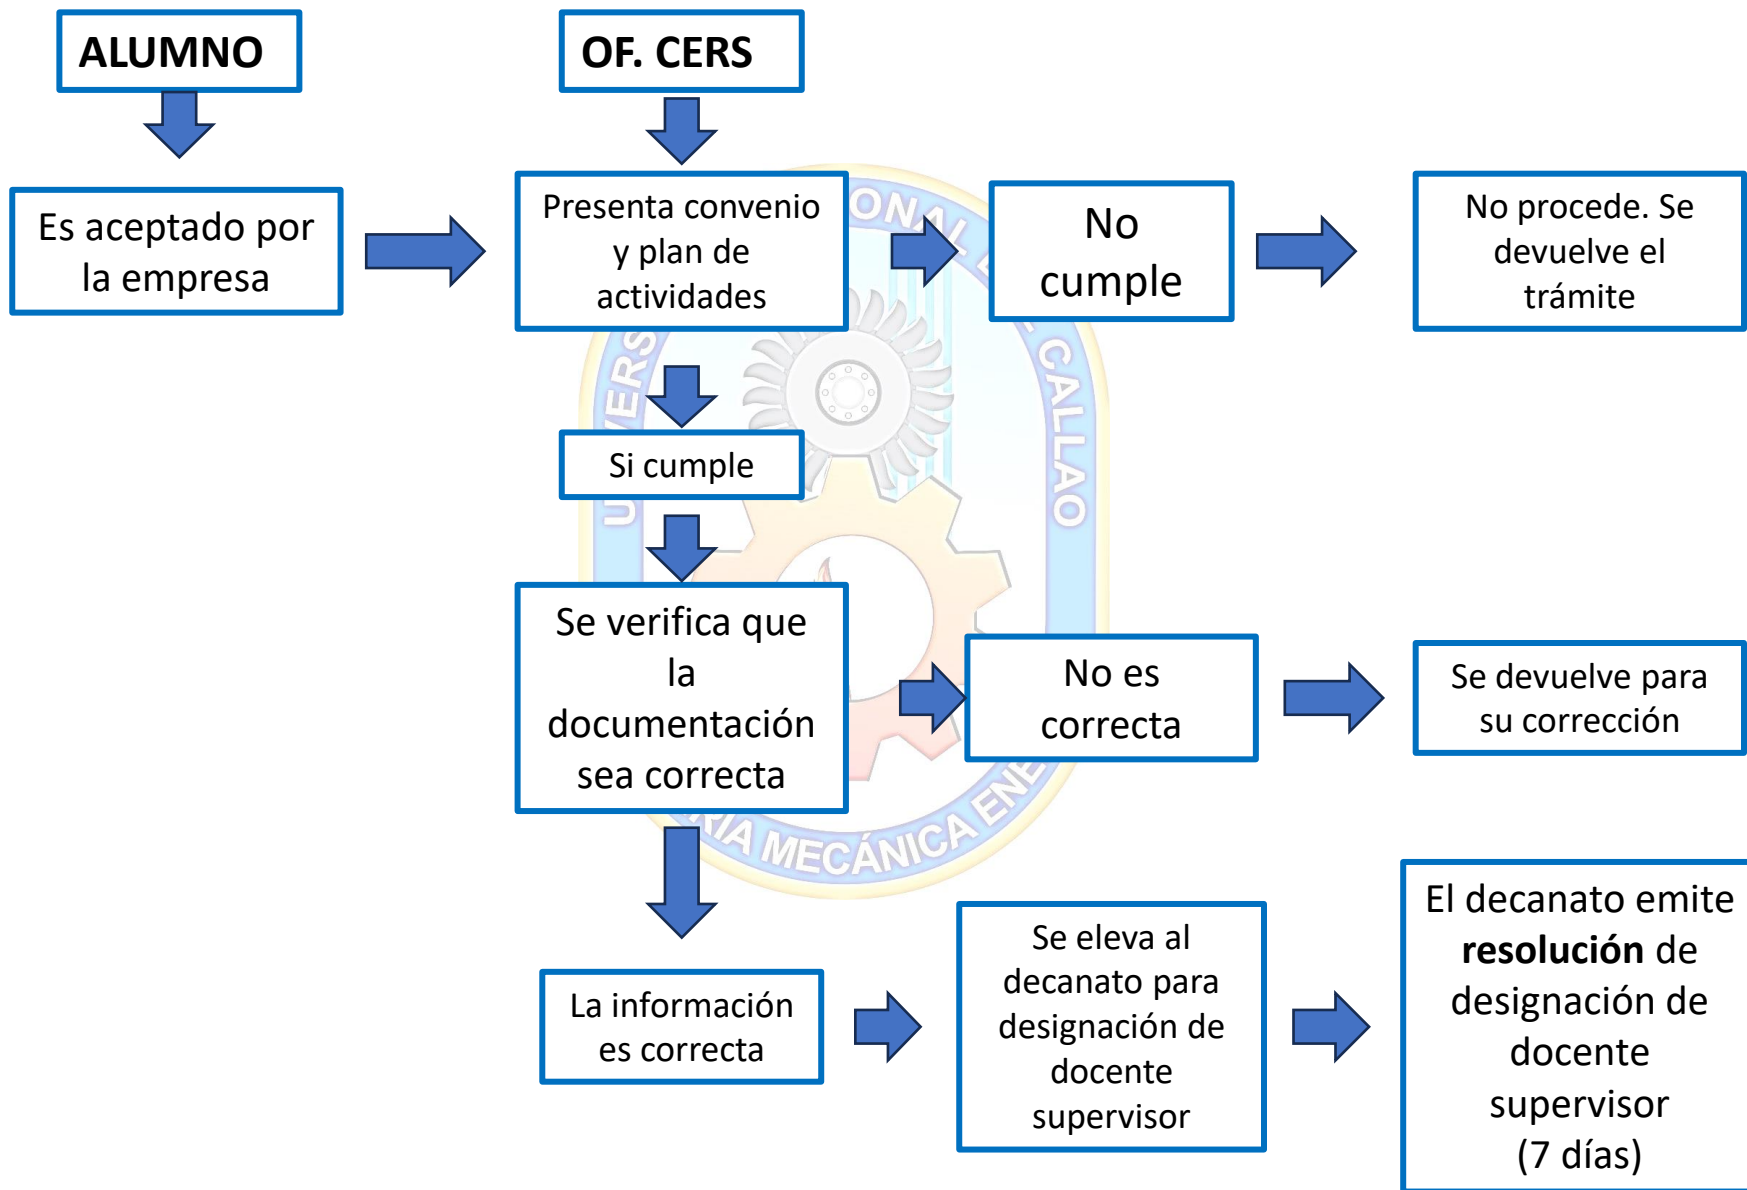 ALUMNO
OF. CERS
Es aceptado por
la empresa
Presenta convenio
y plan de
actividades
No
cumple
No procede. Se
devuelve el
trámite
Si cumple
Se verifica que
la
documentación
sea correcta
No es
correcta
Se devuelve para
su corrección
La información
es correcta
Se eleva al
decanato para
designación de
docente
supervisor
El decanato emite
resolución de
designación de
docente
supervisor
(7 días)
CALLAO
MECÁNICA